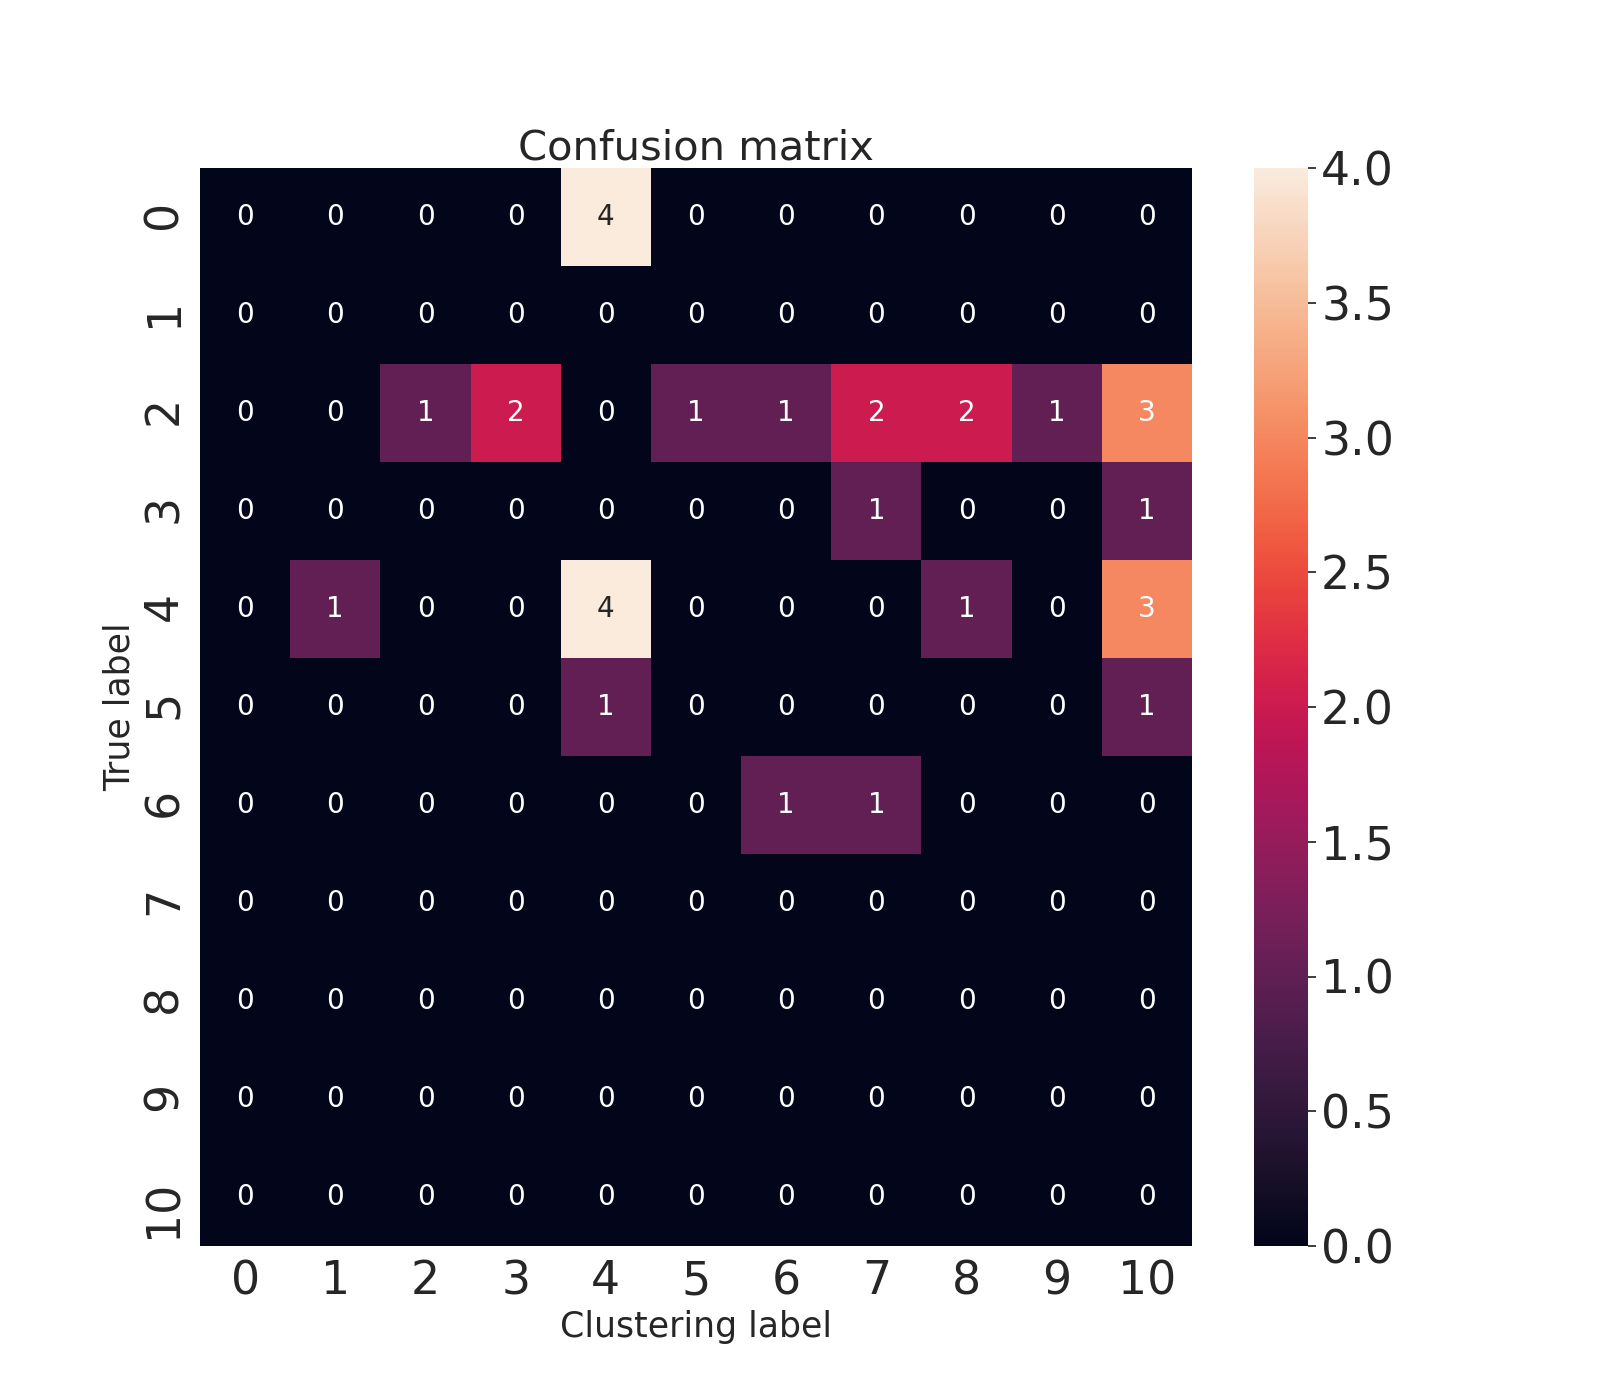 Confusion matrix
0 0 0 0 0 4 0 0 0 0 0 0
1 0 0 0 0 0 0 0 0 0 0 0
2 0 0 1 2 0 1 1 2 2 1 3
3 0 0 0 0 0 0 0 1 0 0 1
4 0 1 0 0 4 0 0 0 1 0 3
5 0 0 0 0 1 0 0 0 0 0 1
6 0 0 0 0 0 0 1 1 0 0 0
7 0 0 0 0 0 0 0 0 0 0 0
8 0 0 0 0 0 0 0 0 0 0 0
9 0 0 0 0 0 0 0 0 0 0 0
10 0 0 0 0 0 0 0 0 0 0 0
0 1 2 3 4 5 6 7 8 9 10
Clustering label
True label
4.0
3.5
3.0
2.5
2.0
1.5
1.0
0.5
0.0